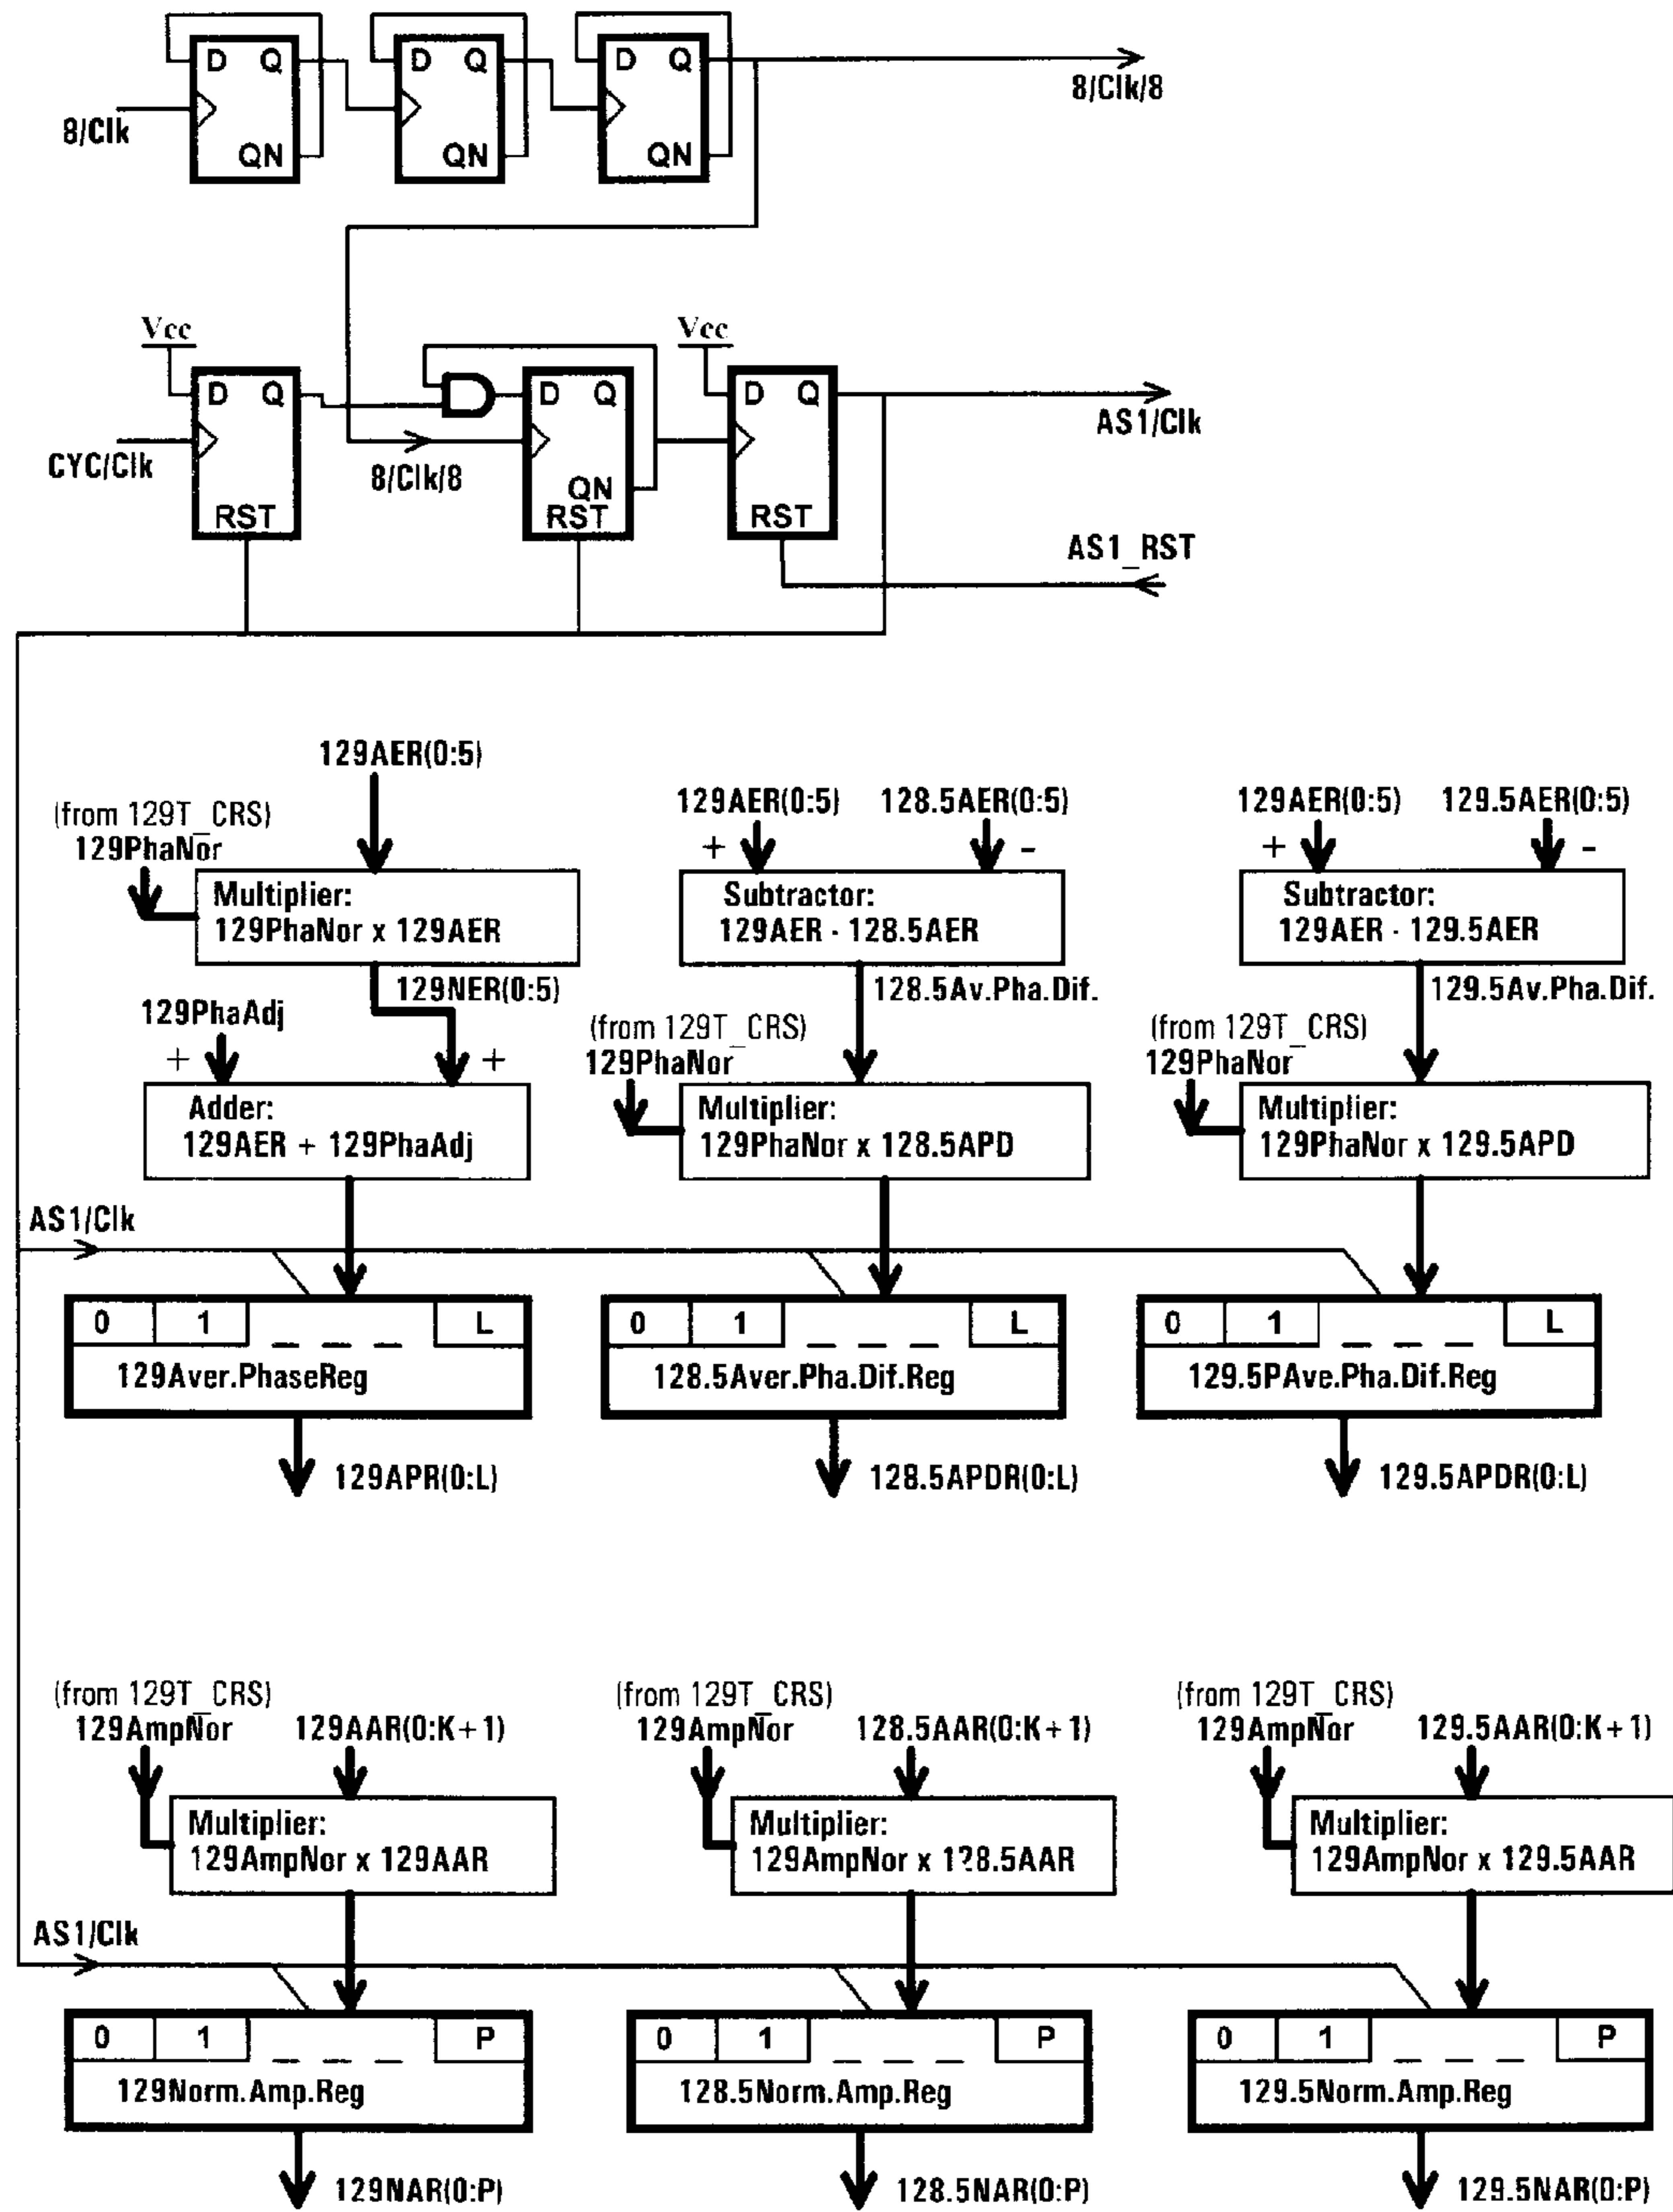 D Q
D Q
D Q
8/Clk/8
8/Clk
QN
QN
QN
Vcc
Vcc
D Q
D Q
D Q
AS1/Clk
CYC/Clk
8/Clk/8
QN
RST
RST
RST
AS1_RST
129AER(0:5)
(from 129T_CRS)
129PhaNor
129AER(0:5)
128.5AER(0:5)
129AER(0:5)
129.5AER(0:5)
+ -
+ -
Multiplier:
129PhaNor x 129AER
Subtractor:
129AER - 128.5AER
Subtractor:
129AER - 129.5AER
129NER(0:5)
128.5Av.Pha.Dif.
129.5Av.Pha.Dif.
129PhaAdj
+ +
(from 129T_CRS)
129PhaNor
(from 129T_CRS)
129PhaNor
Adder:
129AER + 129PhaAdj
Multiplier:
129PhaNor x 128.5APD
Multiplier:
129PhaNor x 129.5APD
AS1/Clk
0 1 L
129Aver.PhaseReg
0 1 L
128.5Aver.Pha.Dif.Reg
0 1 L
129.5PAve.Pha.Dif.Reg
129APR(0:L)
128.5APDR(0:L)
129.5APDR(0:L)
(from 129T_CRS)
129AmpNor
129AAR(0:K+1)
(from 129T_CRS)
129AmpNor
128.5AAR(0:K+1)
(from 129T_CRS)
129AmpNor
129.5AAR(0:K+1)
Multiplier:
129AmpNor x 129AAR
Multiplier:
129AmpNor x 128.5AAR
Multiplier:
129AmpNor x 129.5AAR
AS1/Clk
0 1 P
129Norm.Amp.Reg
0 1 P
128.5Norm.Amp.Reg
0 1 P
129.5Norm.Amp.Reg
129NAR(0:P)
128.5NAR(0:P)
129.5NAR(0:P)